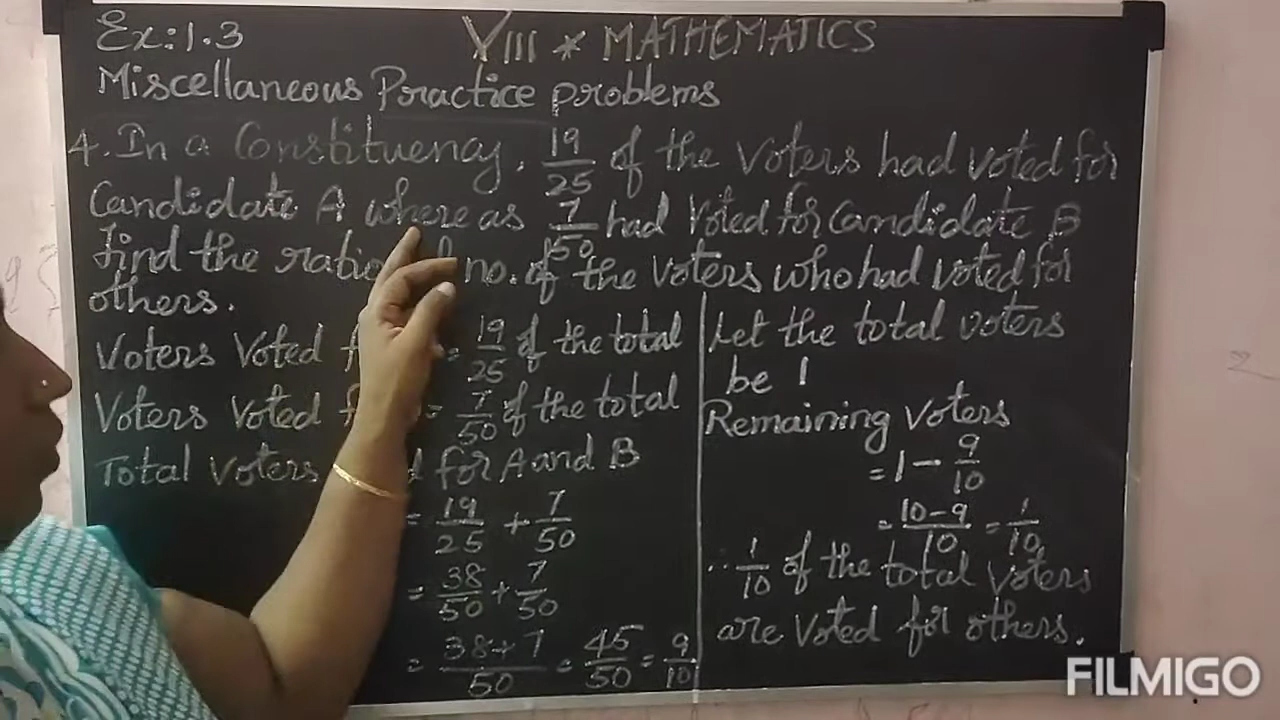 Ex:1.3
VIII * MATHEMATICS
Miscellaneous Practice problems
4. In a Constituency, 19/25 of the voters had voted for
Candidate A where as 7/50 had voted for Candidate B
find the ratio no. of the voters who had voted for
others.
Voters Voted = 19/25 of the total
Voters Voted = 7/50 of the total
Total voters for A and B
= 19/25 + 7/50
= 38/50 + 7/50
= 38+7/50 = 45/50 = 9/10
Let the total voters
be 1
Remaining voters
= 1 - 9/10
= 10-9/10 = 1/10
∴ 1/10 of the total voters
are voted for others.
FILMIGO